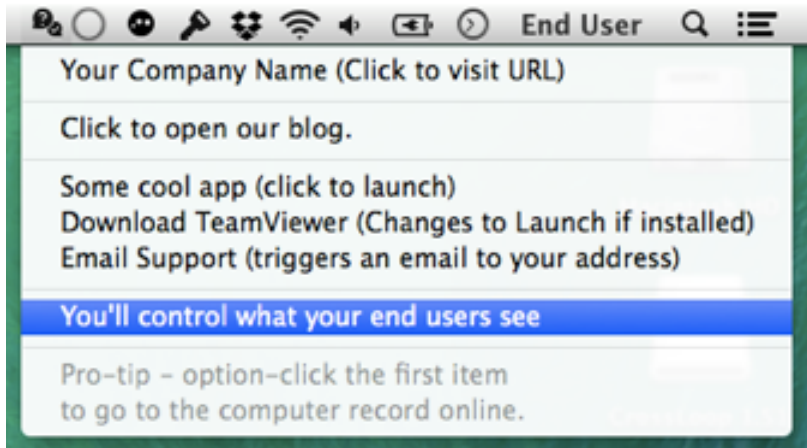 End User
Your Company Name (Click to visit URL)
Click to open our blog.
Some cool app (click to launch)
Download TeamViewer (Changes to Launch if installed)
Email Support (triggers an email to your address)
You'll control what your end users see
Pro-tip – option-click the first item
to go to the computer record online.